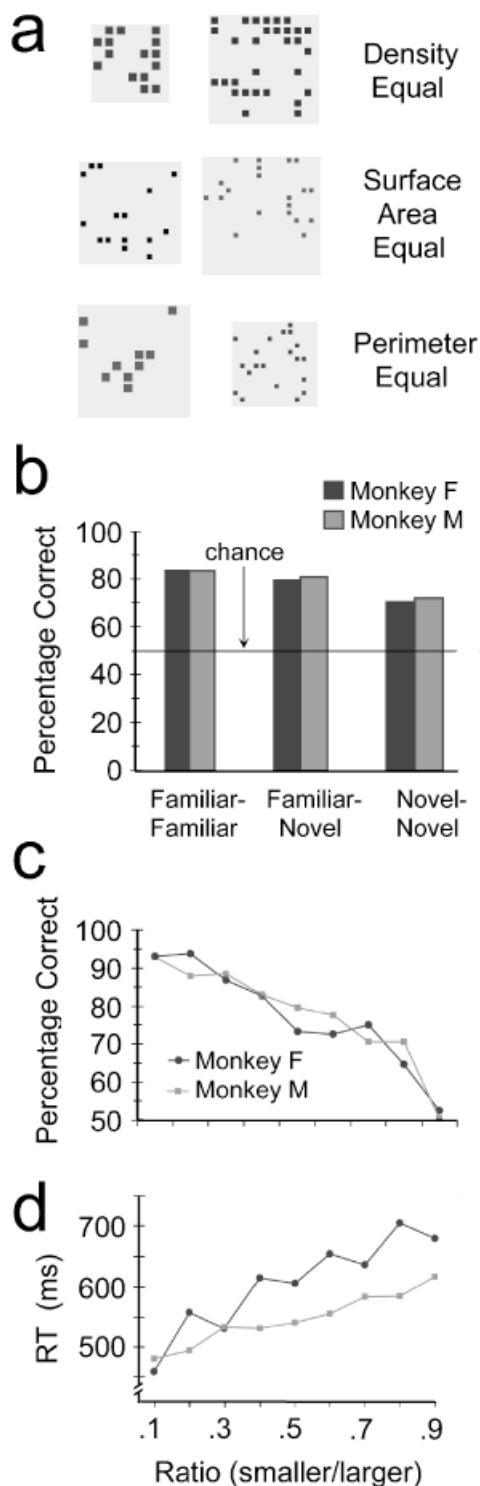 a
Density
Equal
Surface
Area
Equal
Perimeter
Equal
b
Monkey F
Monkey M
Percentage Correct
100
80
60
40
20
0
chance
Familiar-
Familiar
Familiar-
Novel
Novel-
Novel
c
Percentage Correct
100
90
80
70
60
50
Monkey F
Monkey M
d
RT (ms)
700
600
500
.1 .3 .5 .7 .9
Ratio (smaller/larger)